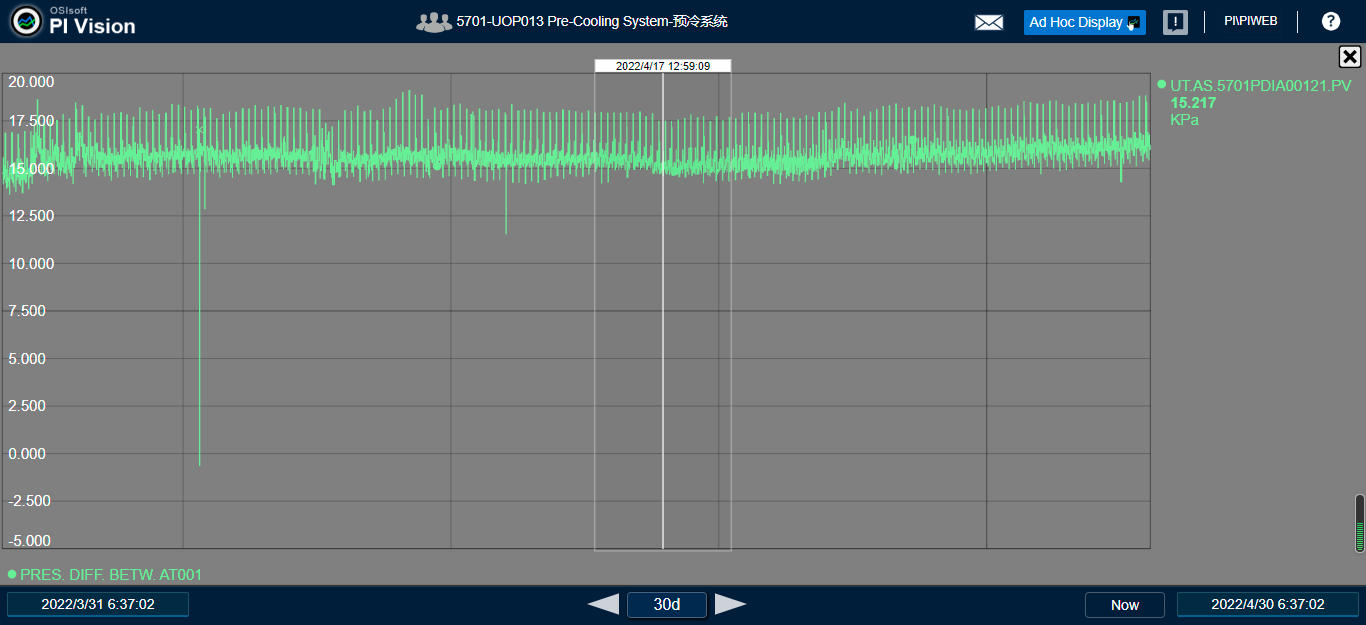 OSIsoft
PI Vision
5701-UOP013 Pre-Cooling System-预冷系统
Ad Hoc Display
PI\PIWEB
?
2022/4/17 12:59:09
20.000
17.500
15.000
12.500
10.000
7.500
5.000
2.500
0.000
-2.500
-5.000
UT.AS.5701PDIA00121.PV
15.217
KPa
PRES. DIFF. BETW. AT001
2022/3/31 6:37:02
30d
Now
2022/4/30 6:37:02